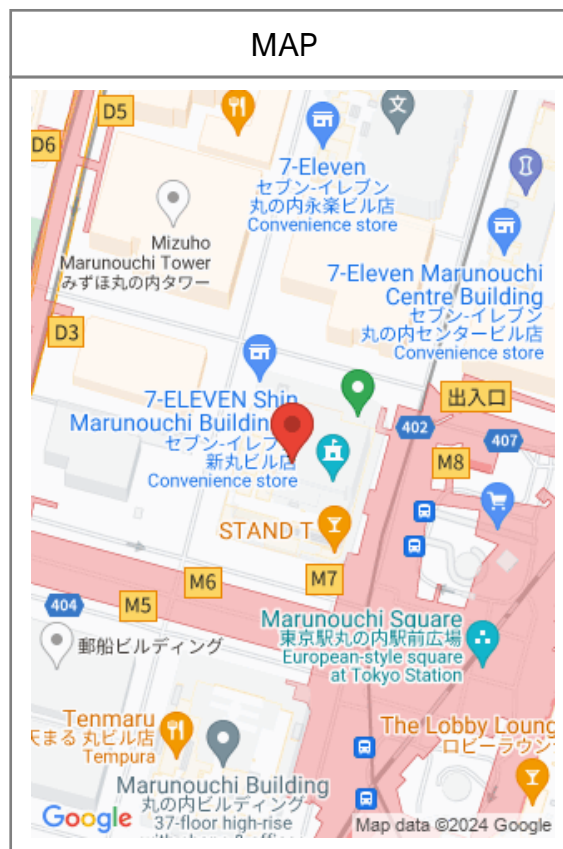 MAP
D5
D6
7-Eleven
セブン-イレブン
丸の内永楽ビル店
Convenience store
Mizuho
Marunouchi Tower
みずほ丸の内タワー
7-Eleven Marunouchi
Centre Building
セブン-イレブン
丸の内センタービル店
Convenience store
D3
7-ELEVEN Shin
Marunouchi Building
セブン-イレブ
新丸ビル店
Convenience store
出入口
402
407
M8
STAND T
M7
M6
M5
404
郵船ビルディング
Marunouchi Square
東京駅丸の内駅前広場
European-style square
at Tokyo Station
Tenmaru
天まる 丸ビル店
Tempura
The Lobby Loung
ロビーラウン
Marunouchi Building
丸の内ビルディング
37-floor high-rise
Google
Map data ©2024 Google